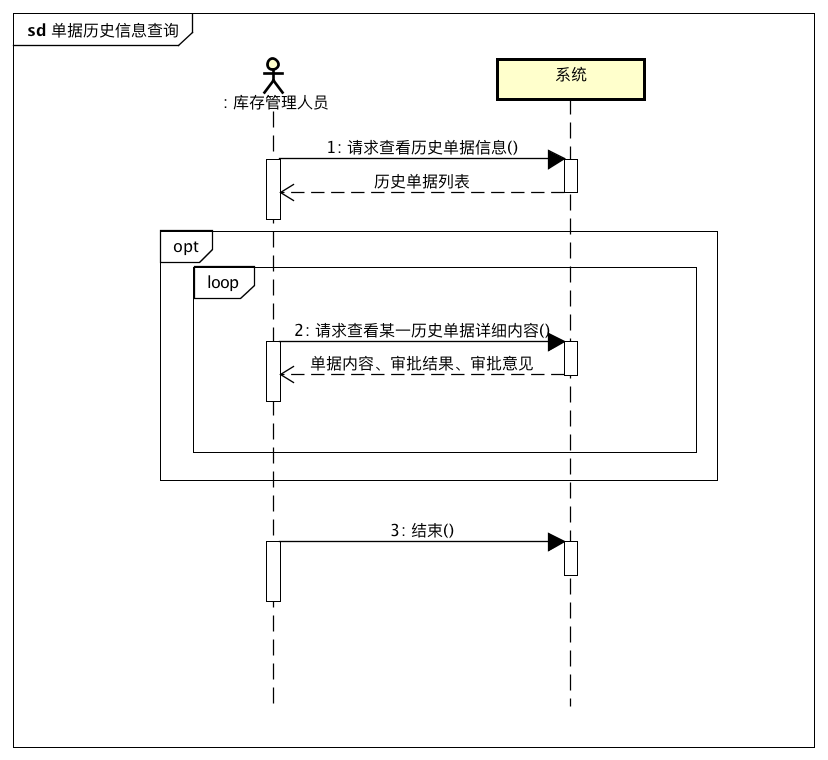 sd 单据历史信息查询
: 库存管理人员
系统
1: 请求查看历史单据信息()
历史单据列表
opt
loop
2: 请求查看某一历史单据详细内容()
单据内容、审批结果、审批意见
3: 结束()